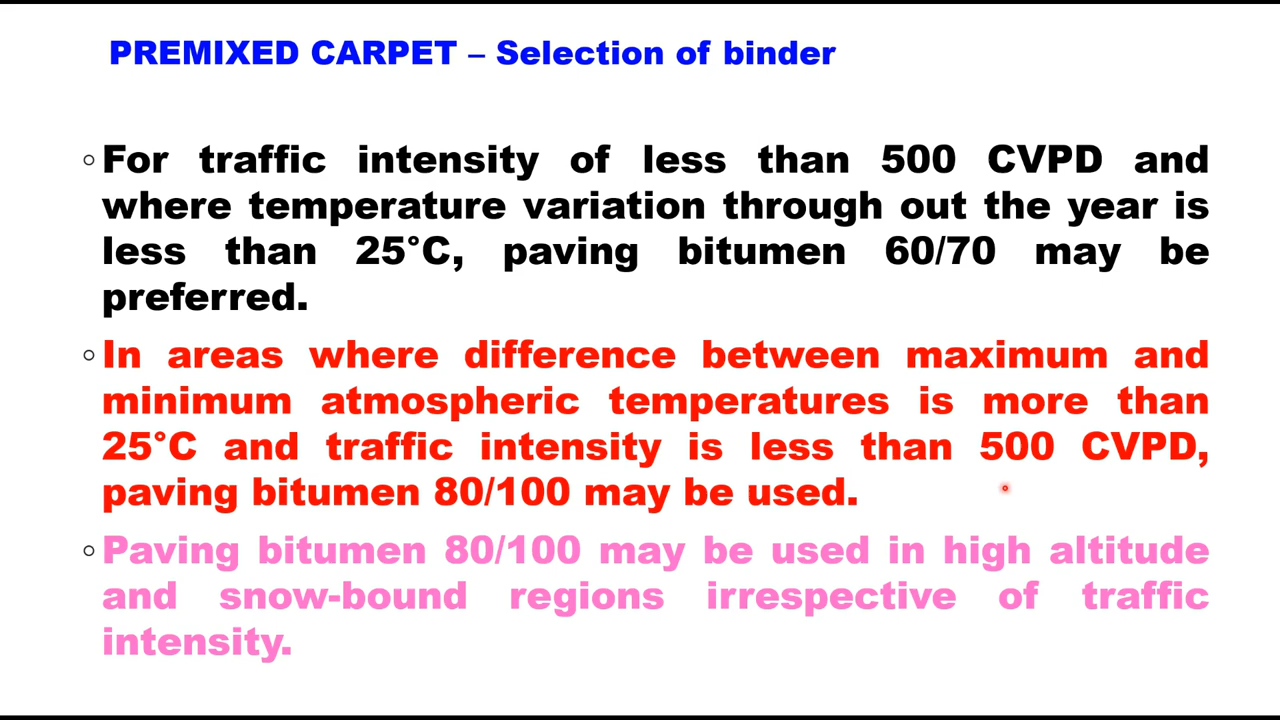 PREMIXED CARPET – Selection of binder
◦For traffic intensity of less than 500 CVPD and
where temperature variation through out the year is
less than 25°C, paving bitumen 60/70 may be
preferred.
◦In areas where difference between maximum and
minimum atmospheric temperatures is more than
25°C and traffic intensity is less than 500 CVPD,
paving bitumen 80/100 may be used.
◦Paving bitumen 80/100 may be used in high altitude
and snow-bound regions irrespective of traffic
intensity.